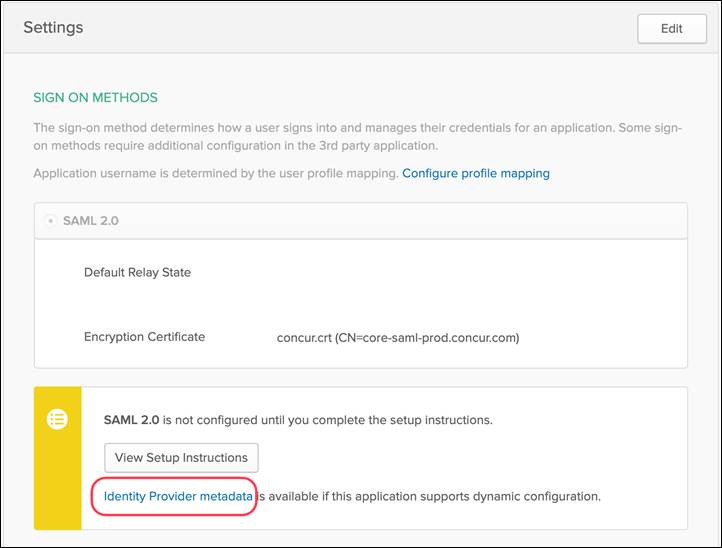 Settings
Edit
SIGN ON METHODS
The sign-on method determines how a user signs into and manages their credentials for an application. Some sign-
on methods require additional configuration in the 3rd party application.
Application username is determined by the user profile mapping. Configure profile mapping
SAML 2.0
Default Relay State
Encryption Certificate concur.crt (CN=core-saml-prod.concur.com)
SAML 2.0 is not configured until you complete the setup instructions.
View Setup Instructions
Identity Provider metadata is available if this application supports dynamic configuration.